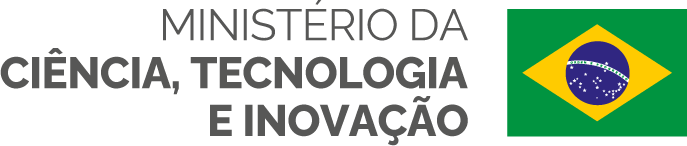 MINISTÉRIO DA
CIÊNCIA, TECNOLOGIA
E INOVAÇÃO